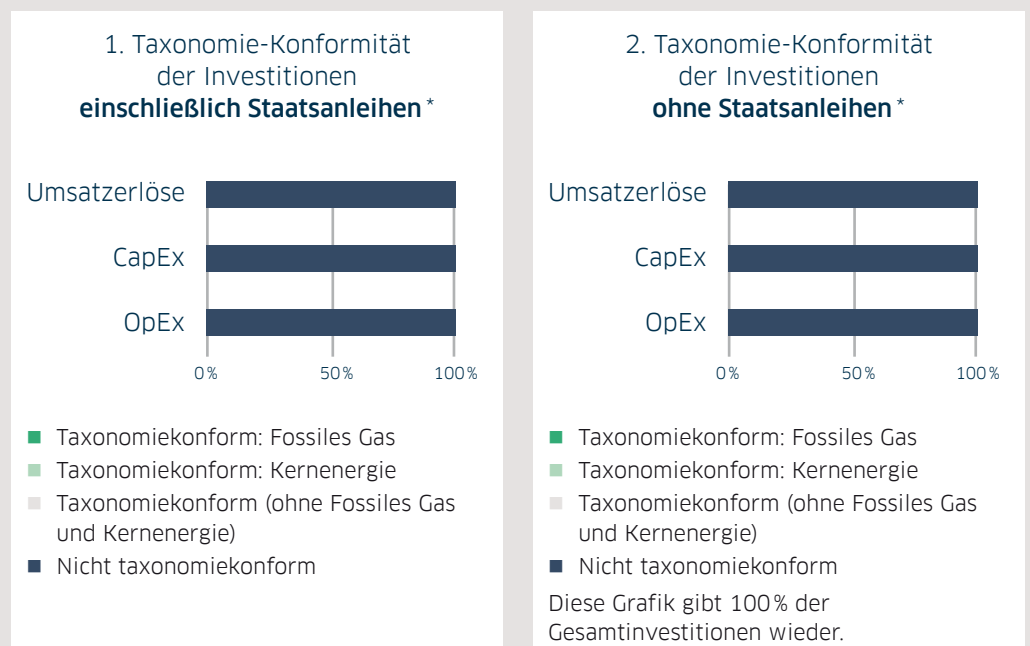 1. Taxonomie-Konformität
der Investitionen
einschließlich Staatsanleihen *
Umsatzerlöse
CapEx
OpEx
0 % 50 % 100 %
Taxonomiekonform: Fossiles Gas
Taxonomiekonform: Kernenergie
Taxonomiekonform (ohne Fossiles Gas
und Kernenergie)
Nicht taxonomiekonform
2. Taxonomie-Konformität
der Investitionen
ohne Staatsanleihen *
Umsatzerlöse
CapEx
OpEx
0 % 50 % 100 %
Taxonomiekonform: Fossiles Gas
Taxonomiekonform: Kernenergie
Taxonomiekonform (ohne Fossiles Gas
und Kernenergie)
Nicht taxonomiekonform
Diese Grafik gibt 100 % der
Gesamtinvestitionen wieder.